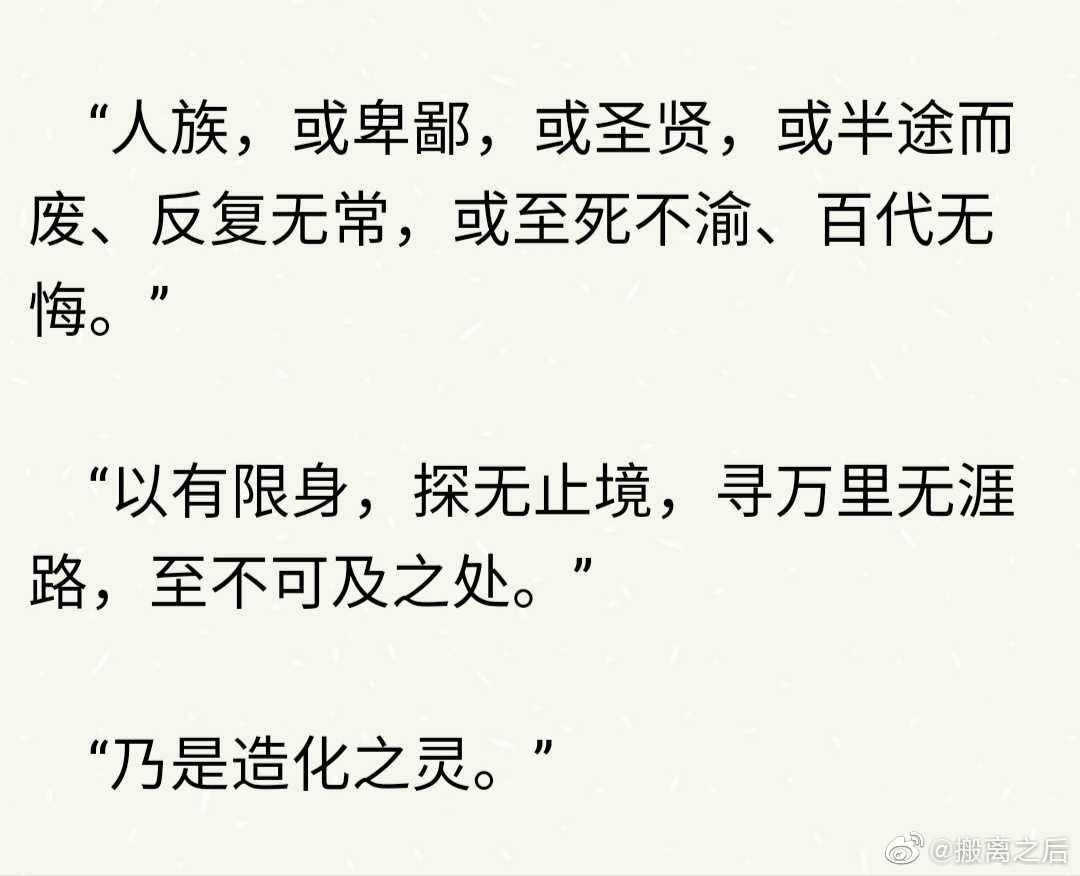 “人族，或卑鄙，或圣贤，或半途而
废、反复无常，或至死不渝、百代无
悔。”
“以有限身，探无止境，寻万里无涯
路，至不可及之处。”
“乃是造化之灵。”
@搬离之后